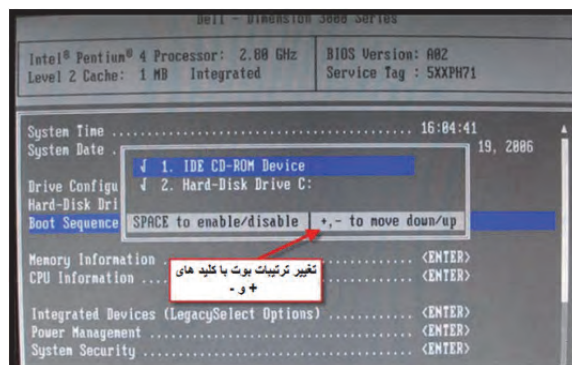 Dell - Dimension 3000 Series
Intel® Pentium® 4 Processor: 2.80 GHz
Level 2 Cache: 1 MB Integrated
BIOS Version: A02
Service Tag : 5XXPH71
System Time ........................................ 16:04:41
System Date . 19, 2006
√ 1. IDE CD-ROM Device
√ 2. Hard-Disk Drive C:
Drive Configu
Hard-Disk Dri
Boot Sequence
SPACE to enable/disable | +,- to move down/up
Memory Information ........................ <ENTER>
CPU Information ........................... <ENTER>
تغییر ترتیبات بوت با کلید های
+ و -
Integrated Devices (LegacySelect Options) ............ <ENTER>
Power Management ..................................... <ENTER>
System Security ...................................... <ENTER>